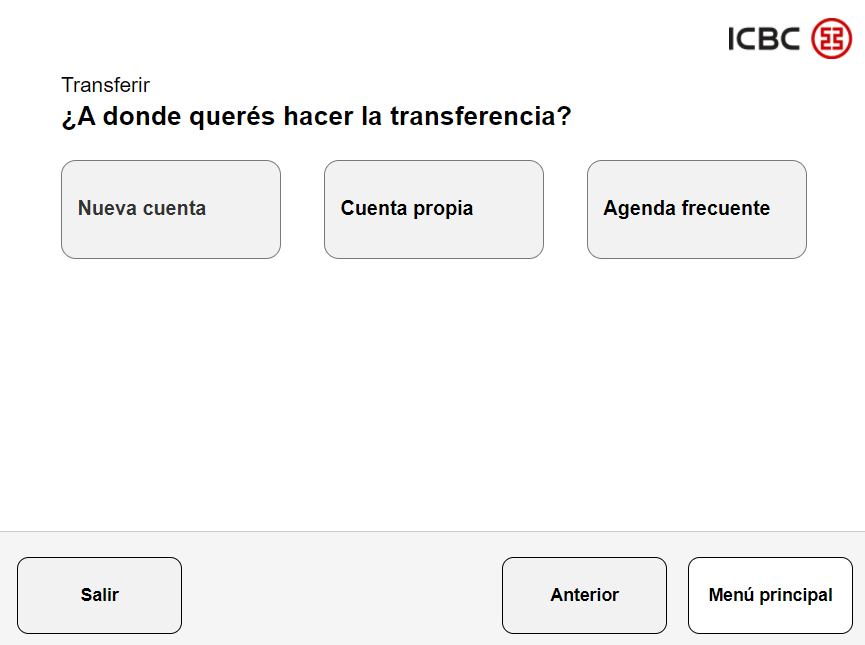 ICBC
Transferir
¿A donde querés hacer la transferencia?
Nueva cuenta
Cuenta propia
Agenda frecuente
Salir
Anterior
Menú principal